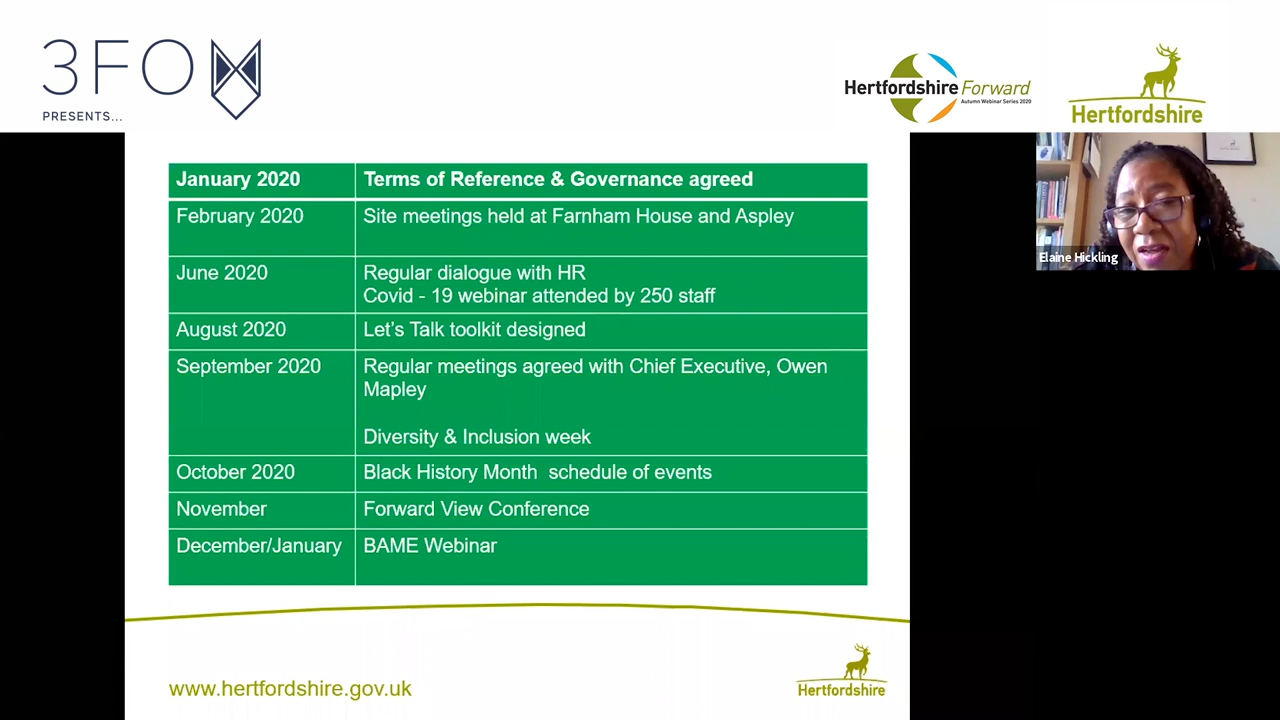 3FOX
PRESENTS...
Hertfordshire Forward
Autumn Webinar Series 2020
Hertfordshire
Elaine Hickling
January 2020 Terms of Reference & Governance agreed
February 2020 Site meetings held at Farnham House and Aspley
June 2020 Regular dialogue with HR
Covid - 19 webinar attended by 250 staff
August 2020 Let's Talk toolkit designed
September 2020 Regular meetings agreed with Chief Executive, Owen
Mapley
Diversity & Inclusion week
October 2020 Black History Month schedule of events
November Forward View Conference
December/January BAME Webinar
www.hertfordshire.gov.uk
Hertfordshire